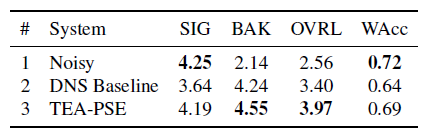 # System SIG BAK OVRL WAcc
1 Noisy 4.25 2.14 2.56 0.72
2 DNS Baseline 3.64 4.24 3.40 0.64
3 TEA-PSE 4.19 4.55 3.97 0.69